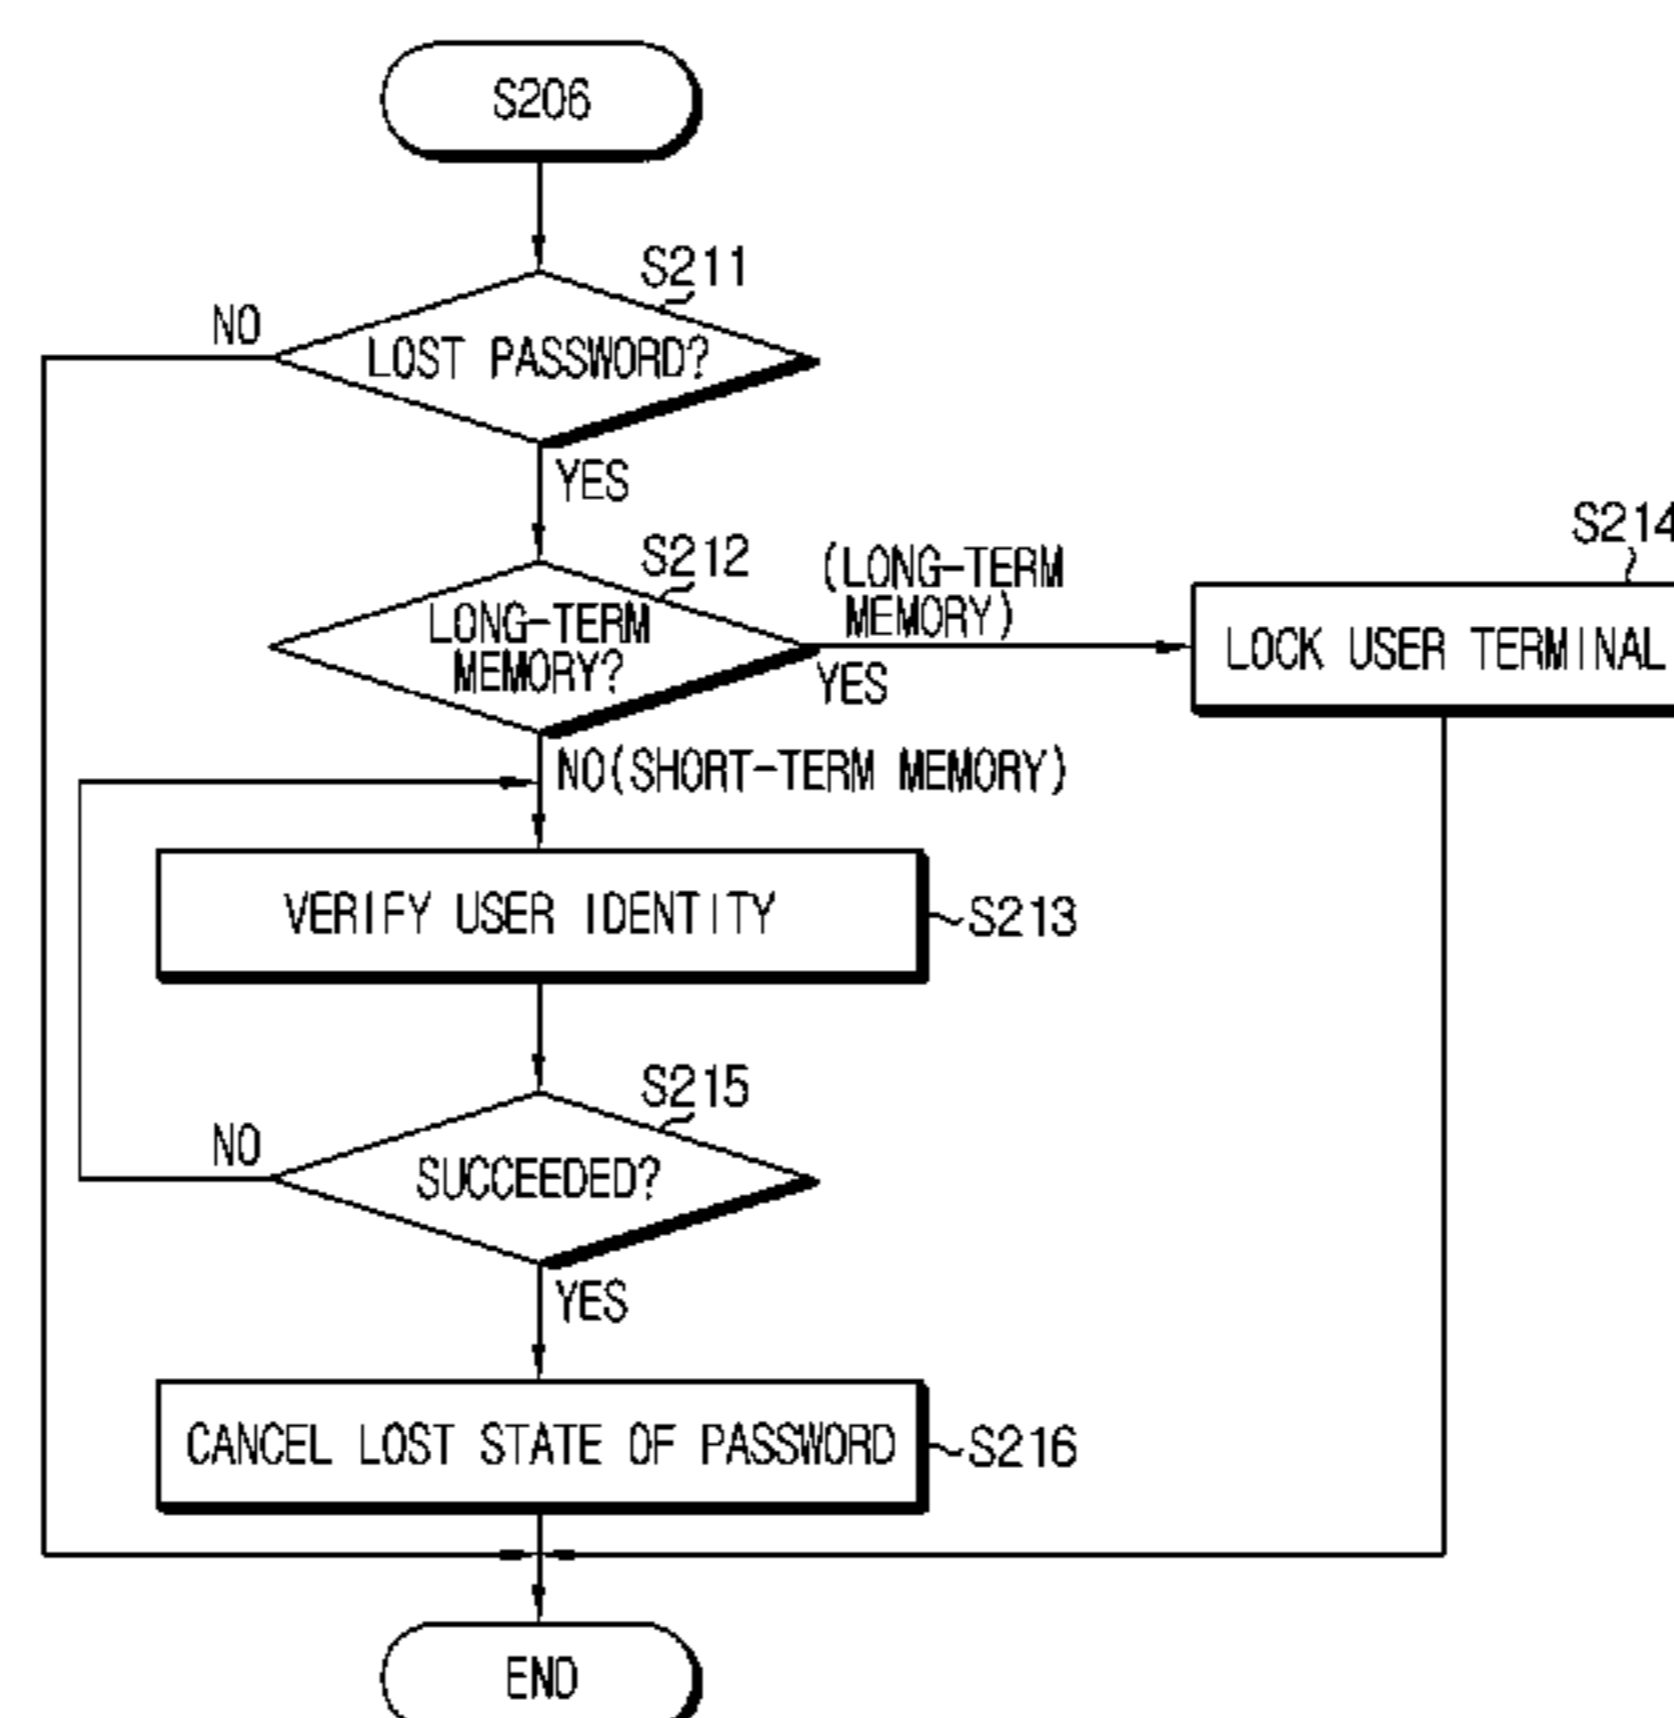 S206
S211
NO
LOST PASSWORD?
YES
S212
(LONG-TERM
MEMORY)
S214
LONG-TERM
MEMORY?
LOCK USER TERMINAL
YES
NO(SHORT-TERM MEMORY)
VERIFY USER IDENTITY
S213
S215
NO
SUCCEEDED?
YES
CANCEL LOST STATE OF PASSWORD
S216
END